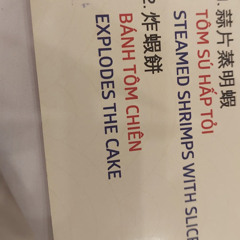 蒜片蒸明蝦
TÔM SÚ HẤP TỎI
STEAMED SHRIMPS WITH
2. 炸蝦餅
BÁNH TÔM CHIÊN
EXPLODES THE CAKE